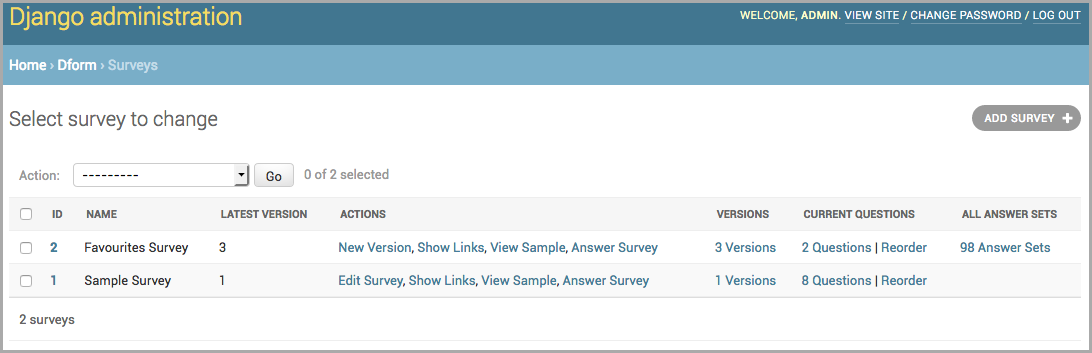 Django administration
WELCOME, ADMIN. VIEW SITE / CHANGE PASSWORD / LOG OUT
Home › Dform › Surveys
Select survey to change
ADD SURVEY +
Action: --------- Go 0 of 2 selected
ID NAME LATEST VERSION ACTIONS VERSIONS CURRENT QUESTIONS ALL ANSWER SETS
2 Favourites Survey 3 New Version, Show Links, View Sample, Answer Survey 3 Versions 2 Questions | Reorder 98 Answer Sets
1 Sample Survey 1 Edit Survey, Show Links, View Sample, Answer Survey 1 Versions 8 Questions | Reorder
2 surveys